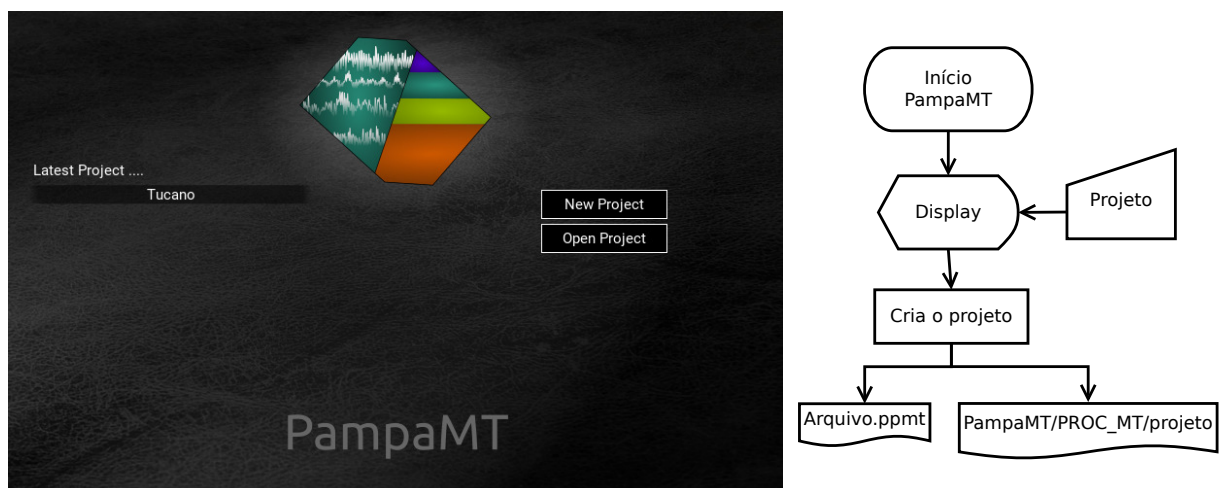 Latest Project ....
Tucano
New Project
Open Project
PampaMT
Início
PampaMT
Display
Projeto
Cria o projeto
Arquivo.ppmt
PampaMT/PROC_MT/projeto